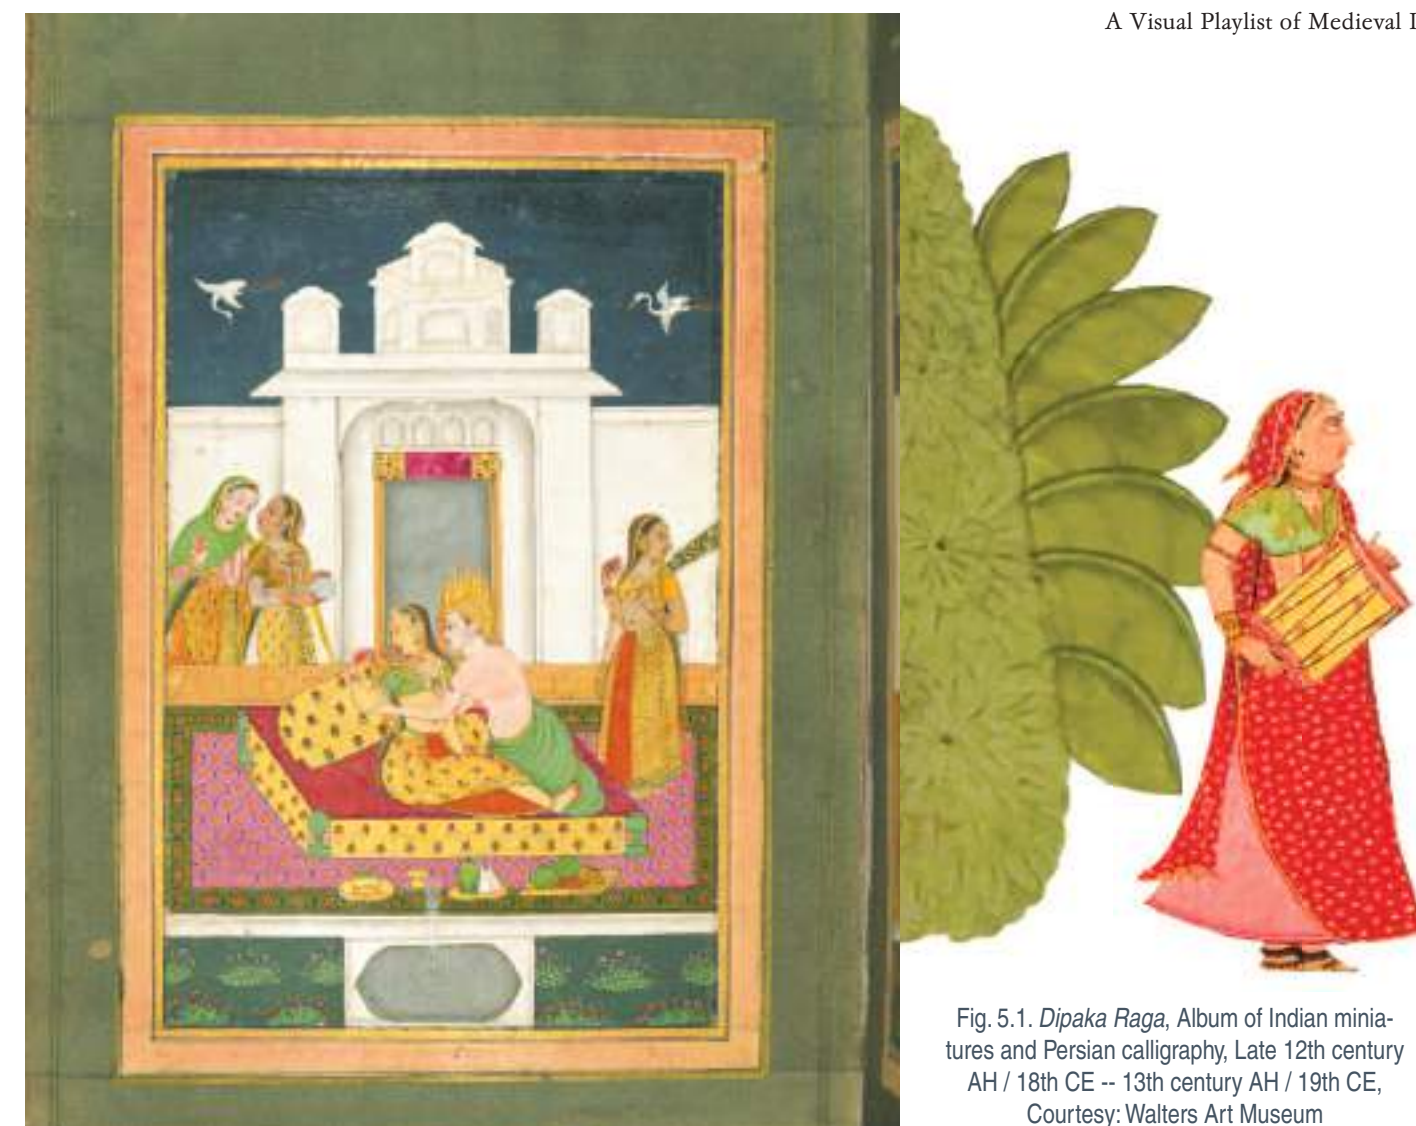 A Visual Playlist of Medieval I
Fig. 5.1. Dipaka Raga, Album of Indian minia-
tures and Persian calligraphy, Late 12th century
AH / 18th CE -- 13th century AH / 19th CE,
Courtesy: Walters Art Museum